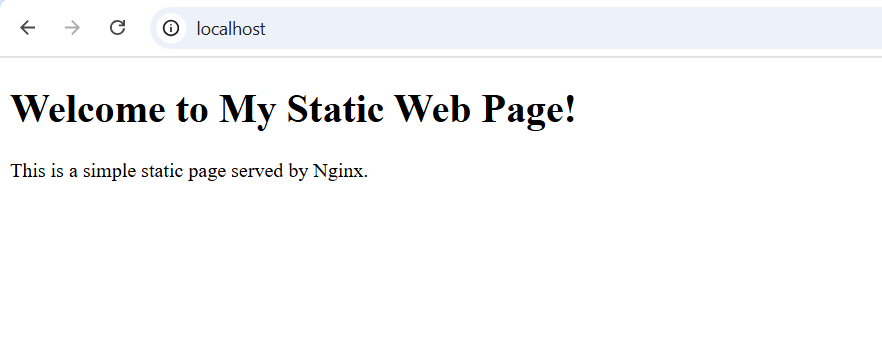 localhost
Welcome to My Static Web Page!
This is a simple static page served by Nginx.